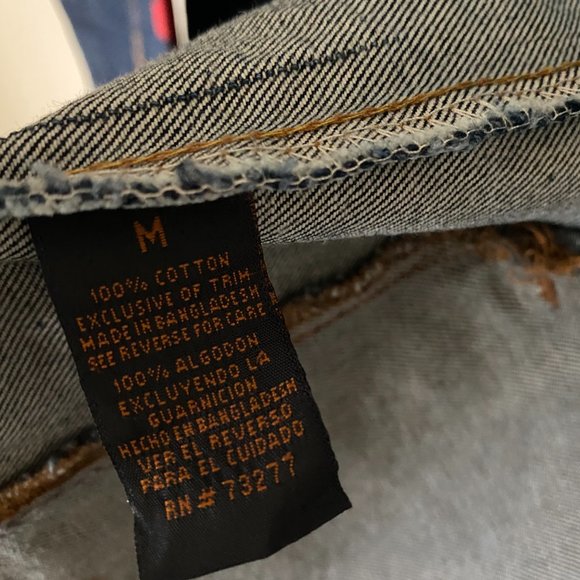 M
100% COTTON
EXCLUSIVE OF TRIM
MADE IN BANGLADESH
SEE REVERSE FOR CARE
100% ALGODON
EXCLUYENDO LA
GUARNICION
HECHO EN BANGLADESH
VER EL REVERSO
PARA EL CUIDADO
RN# 73277